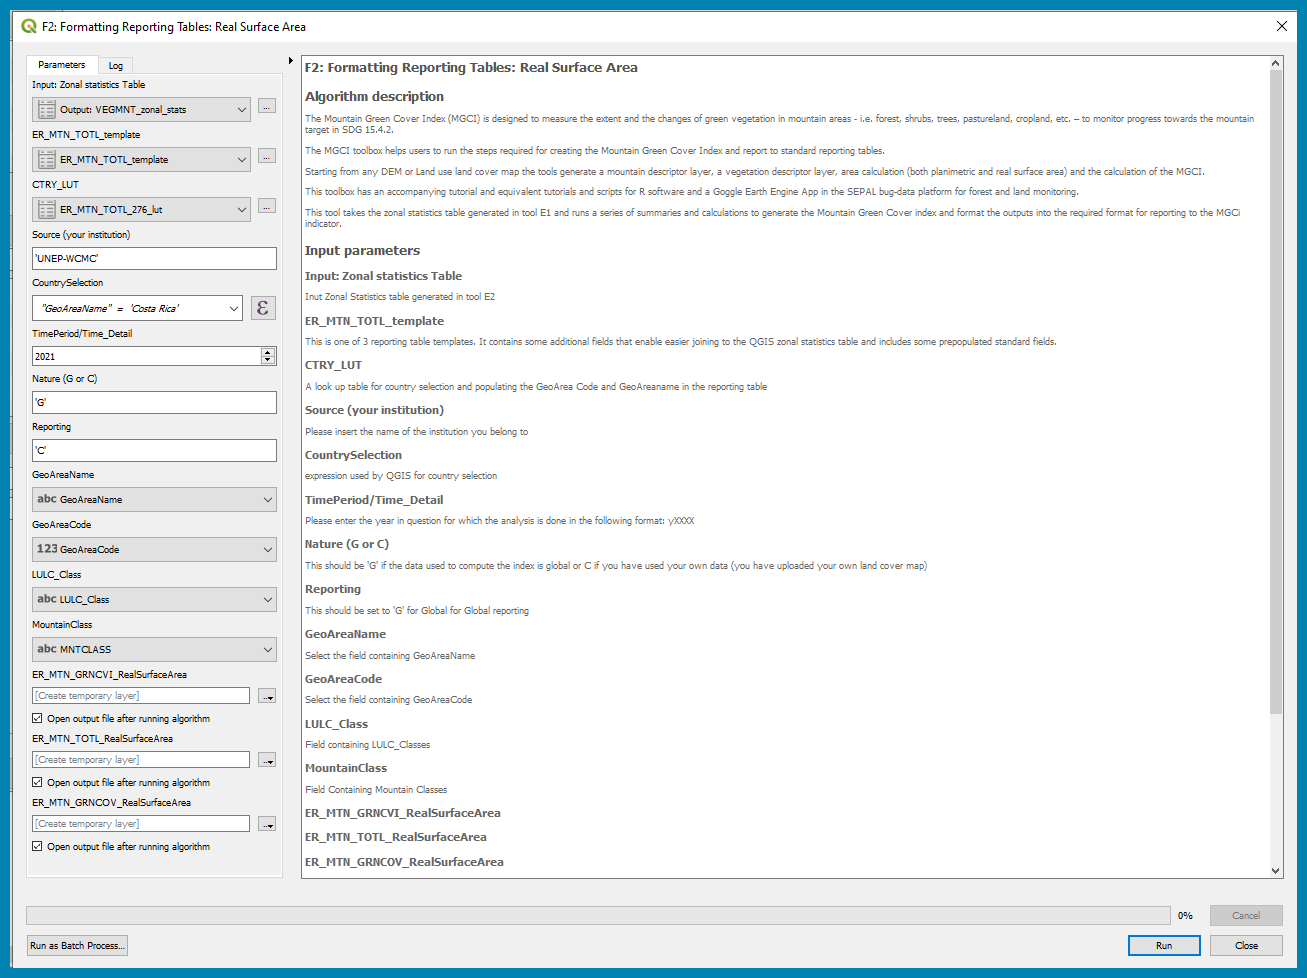 F2: Formatting Reporting Tables: Real Surface Area
Parameters
Log
Input: Zonal statistics Table
Output: VEGMNT_zonal_stats
...
ER_MTN_TOTL_template
ER_MTN_TOTL_template
...
CTRY_LUT
ER_MTN_TOTL_276_lut
...
Source (your institution)
'UNEP-WCMC'
CountrySelection
"GeoAreaName" = 'Costa Rica'
ε
TimePeriod/Time_Detail
2021
Nature (G or C)
'G'
Reporting
'C'
GeoAreaName
abc GeoAreaName
GeoAreaCode
123 GeoAreaCode
LULC_Class
abc LULC_Class
MountainClass
abc MNTCLASS
ER_MTN_GRNCVI_RealSurfaceArea
[Create temporary layer]
...
Open output file after running algorithm
ER_MTN_TOTL_RealSurfaceArea
[Create temporary layer]
...
Open output file after running algorithm
ER_MTN_GRNCOV_RealSurfaceArea
[Create temporary layer]
...
Open output file after running algorithm
F2: Formatting Reporting Tables: Real Surface Area
Algorithm description
The Mountain Green Cover Index (MGCI) is designed to measure the extent and the changes of green vegetation in mountain areas - i.e. forest, shrubs, trees, pastureland, cropland, etc. – to monitor progress towards the mountain
target in SDG 15.4.2.
The MGCI toolbox helps users to run the steps required for creating the Mountain Green Cover Index and report to standard reporting tables.
Starting from any DEM or Land use land cover map the tools generate a mountain descriptor layer, a vegetation descriptor layer, area calculation (both planimetric and real surface area) and the calculation of the MGCI.
This toolbox has an accompanying tutorial and equivalent tutorials and scripts for R software and a Goggle Earth Engine App in the SEPAL bug-data platform for forest and land monitoring.
This tool takes the zonal statistics table generated in tool E1 and runs a series of summaries and calculations to generate the Mountain Green Cover index and format the outputs into the required format for reporting to the MGCi
indicator.
Input parameters
Input: Zonal statistics Table
Inut Zonal Statistics table generated in tool E2
ER_MTN_TOTL_template
This is one of 3 reporting table templates. It contains some additional fields that enable easier joining to the QGIS zonal statistics table and includes some prepopulated standard fields.
CTRY_LUT
A look up table for country selection and populating the GeoArea Code and GeoAreaname in the reporting table
Source (your institution)
Please insert the name of the institution you belong to
CountrySelection
expression used by QGIS for country selection
TimePeriod/Time_Detail
Please enter the year in question for which the analysis is done in the following format: yXXXX
Nature (G or C)
This should be 'G' if the data used to compute the index is global or C if you have used your own data (you have uploaded your own land cover map)
Reporting
This should be set to 'G' for Global for Global reporting
GeoAreaName
Select the field containing GeoAreaName
GeoAreaCode
Select the field containing GeoAreaCode
LULC_Class
Field containing LULC_Classes
MountainClass
Field Containing Mountain Classes
ER_MTN_GRNCVI_RealSurfaceArea
ER_MTN_TOTL_RealSurfaceArea
ER_MTN_GRNCOV_RealSurfaceArea
0%
Cancel
Run as Batch Process...
Run
Close